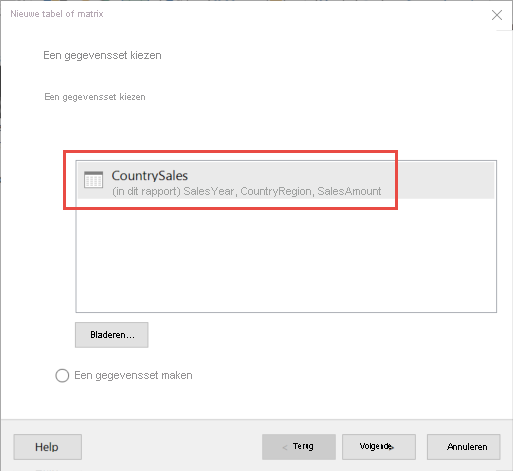 Nieuwe tabel of matrix
Een gegevensset kiezen
Een gegevensset kiezen
CountrySales
(in dit rapport) SalesYear, CountryRegion, SalesAmount
Bladeren...
Een gegevensset maken
Help
< Terug
Volgende>
Annuleren